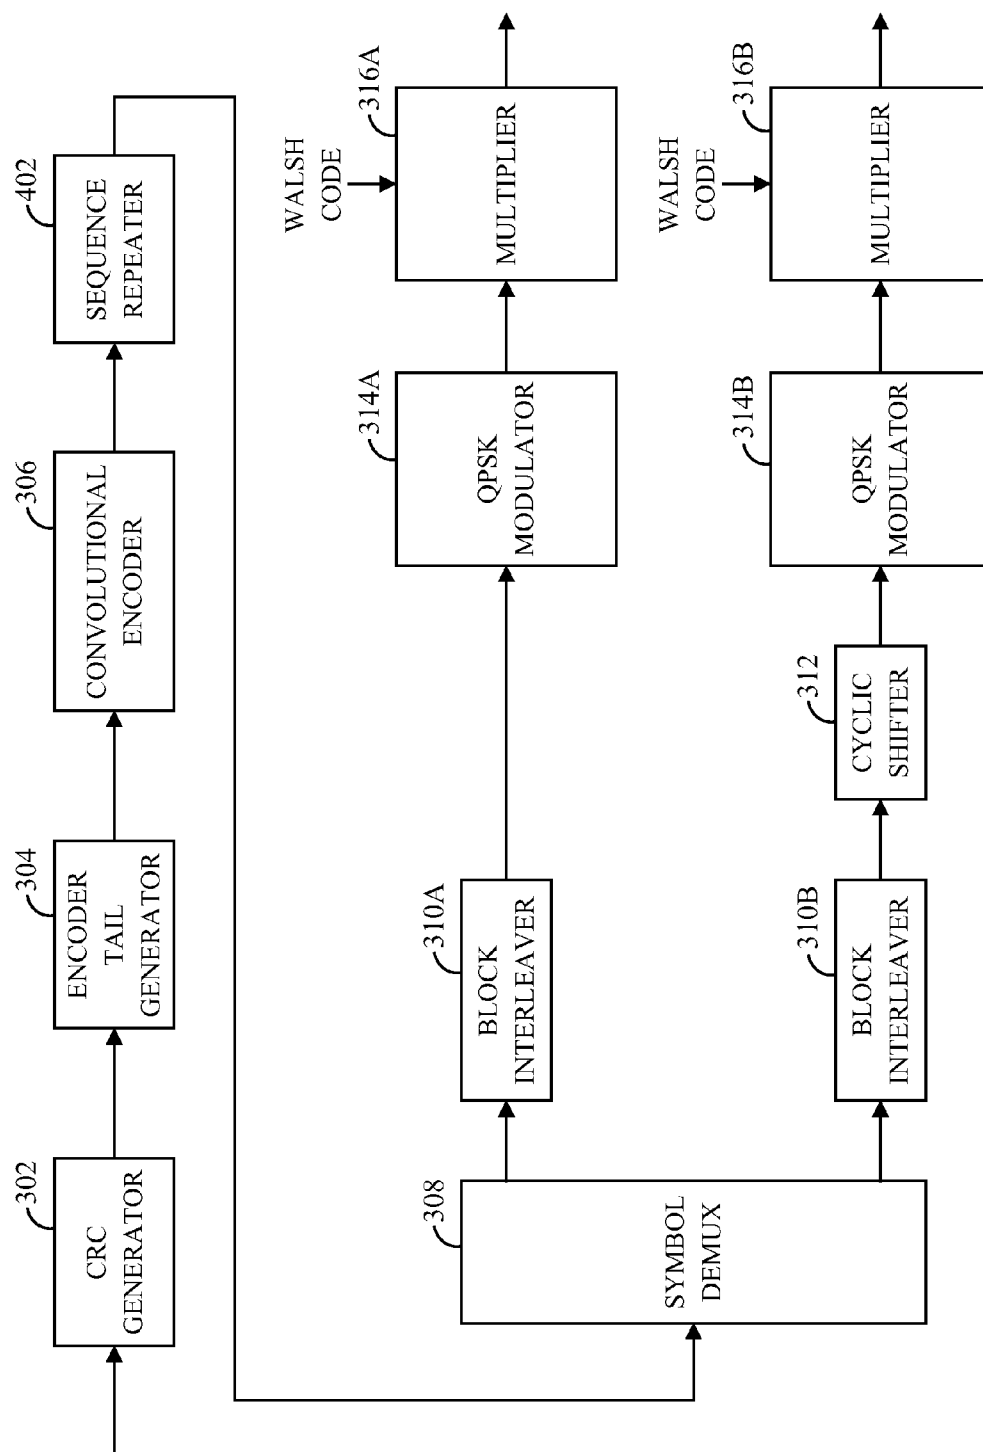 302
CRC
GENERATOR
304
ENCODER
TAIL
GENERATOR
306
CONVOLUTIONAL
ENCODER
402
SEQUENCE
REPEATER
308
SYMBOL
DEMUX
310A
BLOCK
INTERLEAVER
314A
QPSK
MODULATOR
WALSH
CODE
316A
MULTIPLIER
310B
BLOCK
INTERLEAVER
312
CYCLIC
SHIFTER
314B
QPSK
MODULATOR
WALSH
CODE
316B
MULTIPLIER